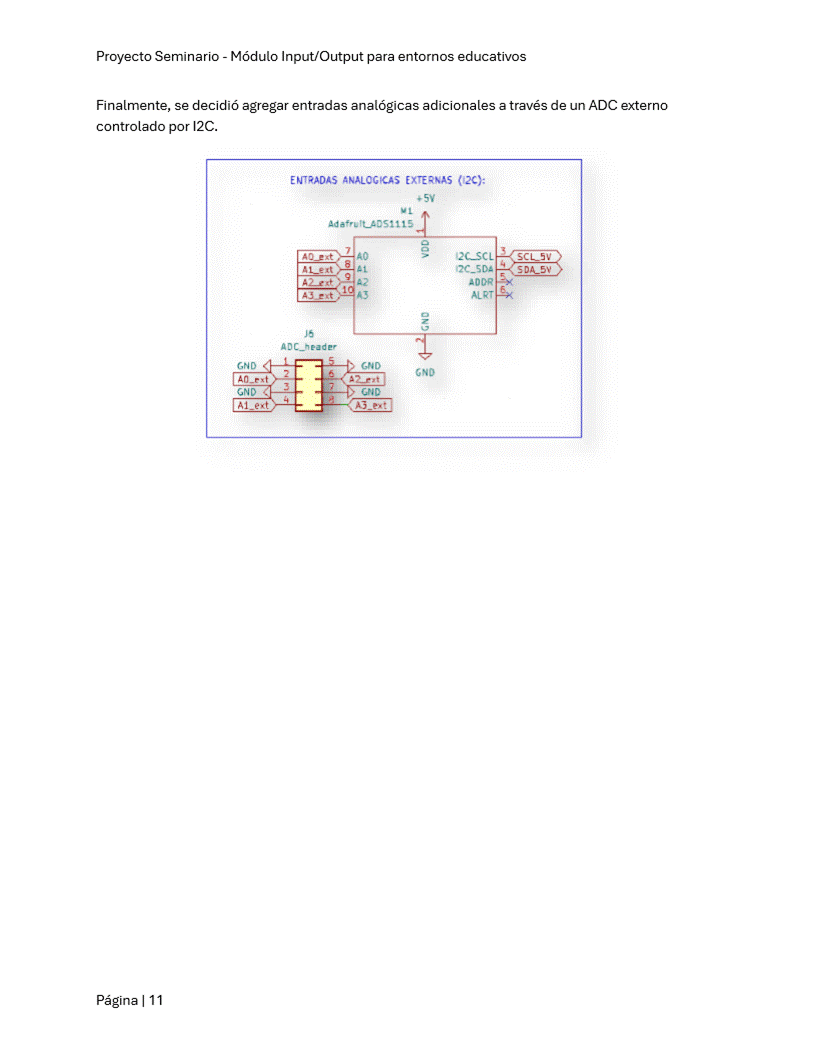 Proyecto Seminario - Módulo Input/Output para entornos educativos
Finalmente, se decidió agregar entradas analógicas adicionales a través de un ADC externo
controlado por I2C.
ENTRADAS ANALOGICAS EXTERNAS (I2C):
+5V
M1
Adafruit_ADS1115
1
VDD
A0_ext 7 A0
A1_ext 8 A1
A2_ext 9 A2
A3_ext 10 A3
I2C_SCL 3 SCL_5V
I2C_SDA 4 SDA_5V
ADDR 5
ALRT 6
GND
2
GND
J6
ADC_header
GND 1 5 GND
A0_ext 2 6 A2_ext
GND 3 7 GND
A1_ext 4 8 A3_ext
Página | 11